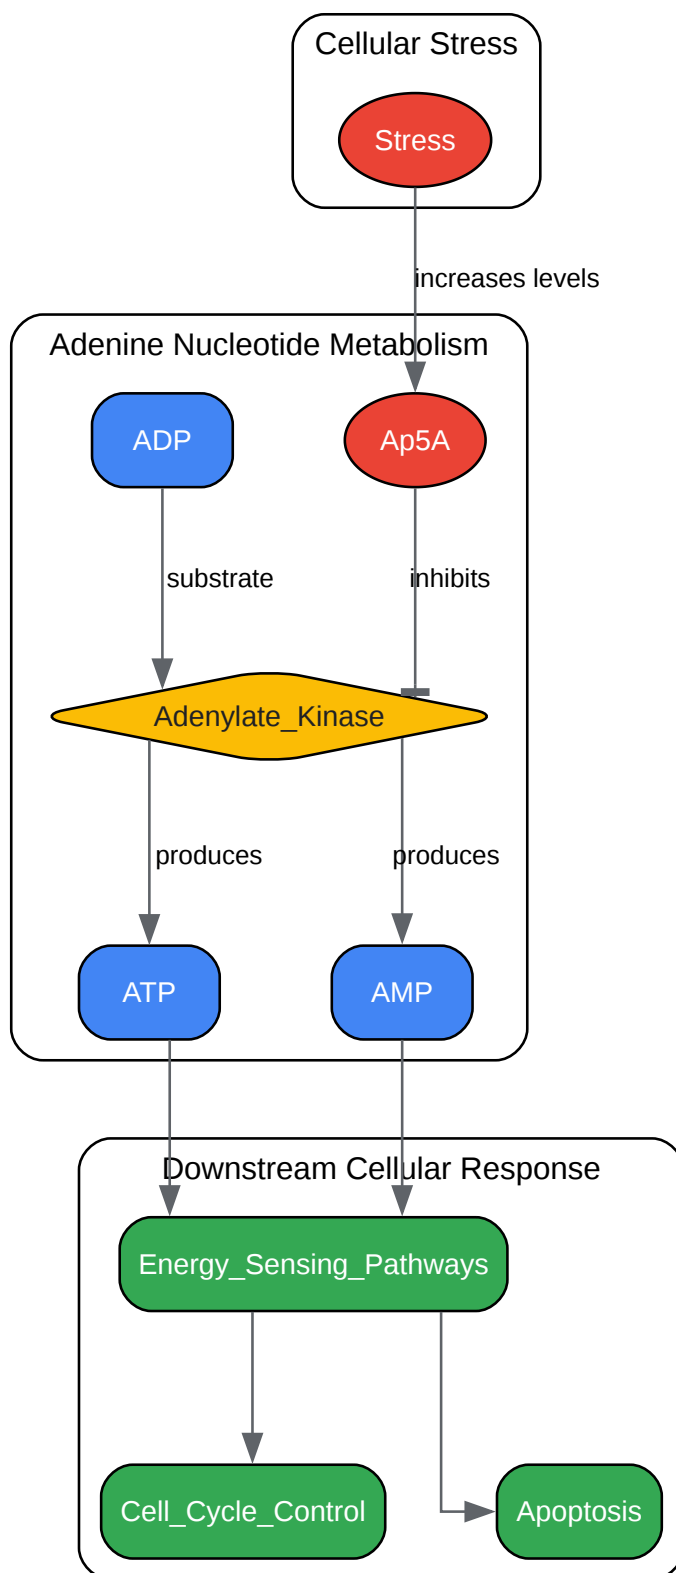 Cellular Stress
Stress
increases levels
Adenine Nucleotide Metabolism
ADP
Ap5A
substrate
inhibits
Adenylate_Kinase
produces
produces
ATP
AMP
Downstream Cellular Response
Energy_Sensing_Pathways
Cell_Cycle_Control
Apoptosis